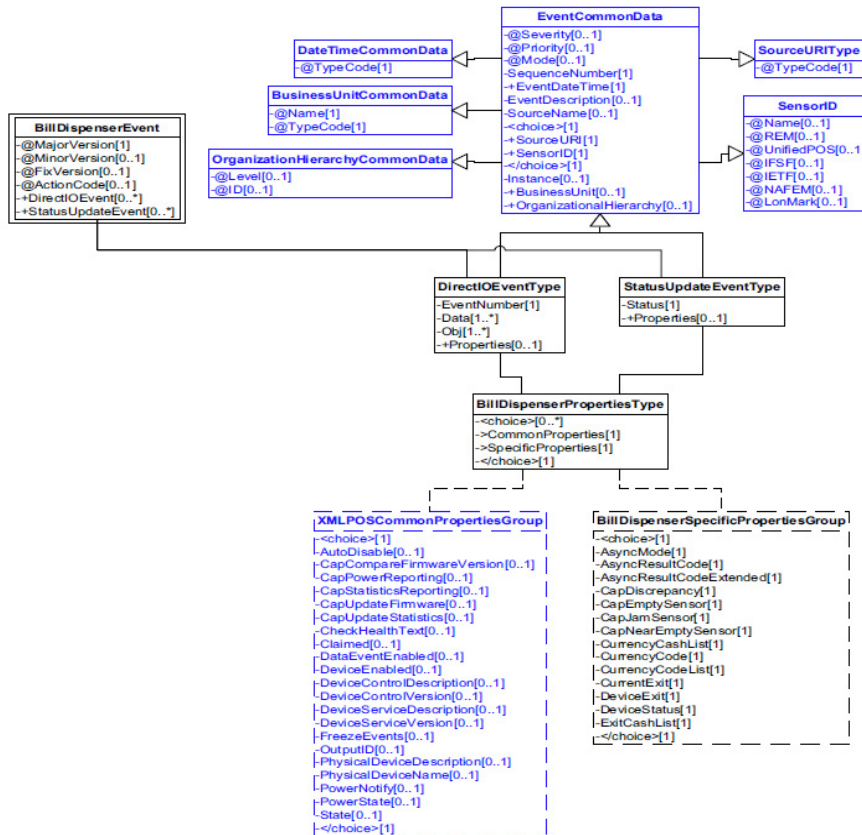 EventCommonData
-@Severity[0..1]
-@Priority[0..1]
-@Mode[0..1]
-SequenceNumber[1]
-+EventDateTime[1]
-EventDescription[0..1]
-SourceName[0..1]
-<choice>[1]
-+SourceURI[1]
-+SensorID[1]
-</choice>[1]
-Instance[0..1]
-+BusinessUnit[0..1]
-+OrganizationalHierarchy[0..1]
DateTimeCommonData
-@TypeCode[1]
SourceURIType
-@TypeCode[1]
BusinessUnitCommonData
-@Name[1]
-@TypeCode[1]
SensorID
-@Name[0..1]
-@REM[0..1]
-@UnifiedPOS[0..1]
-@IFSF[0..1]
-@IETF[0..1]
-@NAFEM[0..1]
-@LonMark[0..1]
BillDispenserEvent
-@MajorVersion[1]
-@MinorVersion[1]
-@FixVersion[1]
-@ActionCode[0..1]
-+DirectIOEvent[0..*]
-+StatusUpdateEvent[0..*]
OrganizationHierarchyCommonData
-@Level[0..1]
-@ID[0..1]
DirectIOEventType
-EventNumber[1]
-Data[1..*]
-Obj[1..*]
-+Properties[0..1]
StatusUpdateEventType
-Status[1]
-+Properties[0..1]
BillDispenserPropertiesType
-<choice>[0..*]
->CommonProperties[1]
->SpecificProperties[1]
-</choice>[1]
XMLPOSCommonPropertiesGroup
-<choice>[1]
-AutoDisable[0..1]
-CapCompareFirmwareVersion[0..1]
-CapPowerReporting[0..1]
-CapStatisticsReporting[0..1]
-CapUpdateFirmware[0..1]
-CapUpdateStatistics[0..1]
-CheckHealthText[0..1]
-Claimed[0..1]
-DataEventEnabled[0..1]
-DeviceEnabled[0..1]
-DeviceControlDescription[0..1]
-DeviceControlVersion[0..1]
-DeviceServiceDescription[0..1]
-DeviceServiceVersion[0..1]
-FreezeEvents[0..1]
-OutputID[0..1]
-PhysicalDeviceDescription[0..1]
-PhysicalDeviceName[0..1]
-PowerNotify[0..1]
-PowerState[0..1]
-State[0..1]
-</choice>[1]
BillDispenserSpecificPropertiesGroup
-<choice>[1]
-AsyncMode[1]
-AsyncResultCode[1]
-AsyncResultCodeExtended[1]
-CapDiscrepancy[1]
-CapEmptySensor[1]
-CapJamSensor[1]
-CapNearEmptySensor[1]
-CurrencyCashList[1]
-CurrencyCode[1]
-CurrencyCodeList[1]
-CurrentExit[1]
-DeviceExit[1]
-DeviceStatus[1]
-ExitCashList[1]
-</choice>[1]